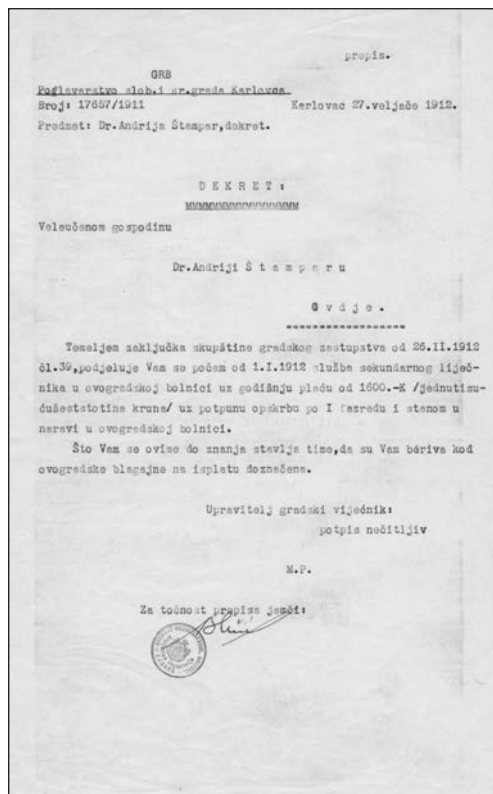 prepis.
GRB
Poglavarstvo slob.i kr.grada Karlovca
Broj: 17657/1911 Karlovac 27.veljače 1912.
Predmet: Dr.Andrija Štampar,dekret.
D E K R E T :
Veleučenom gospodinu
Dr.Andriji Š t a m p a r u
O v d j e .
Temeljem zaključka skupštine gradskog zastupstva od 26.II.1912
čl.39,podjeluje Vam se počam od 1.I.1912 služba sekundarnog liječ-
nika u ovogradskoj bolnici uz godišnju plaću od 1600.-K /jednutisu-
ćušeststotina kruna/ uz potpunu opskrbu po I razredu i stanom u
naravi u ovogradskoj bolnici.
Što Vam se ovime do znanja stavlja time,da su Vam beriva kod
ovogradske blagajne na isplatu doznačena.
Upravitelj gradski vijećnik:
potpis nečitljiv
M.P.
Za točnost prepisa jamči: